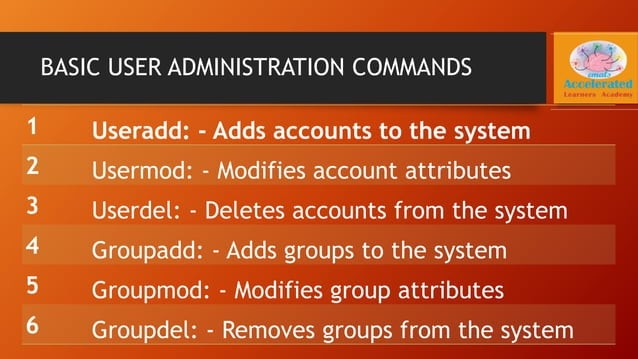 BASIC USER ADMINISTRATION COMMANDS
emals
Accelerated
Learners Academy
1 Useradd: - Adds accounts to the system
2 Usermod: - Modifies account attributes
3 Userdel: - Deletes accounts from the system
4 Groupadd: - Adds groups to the system
5 Groupmod: - Modifies group attributes
6 Groupdel: - Removes groups from the system